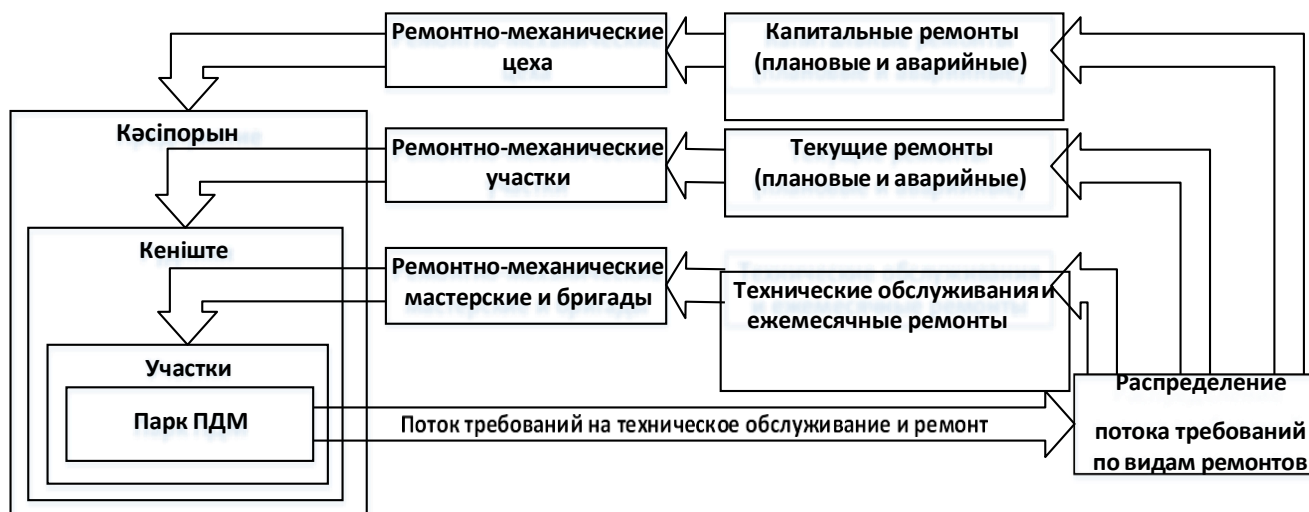 Ремонтно-механические
цеха
Капитальные ремонты
(плановые и аварийные)
Кәсіпорын
Ремонтно-механические
участки
Текущие ремонты
(плановые и аварийные)
Кеніште
Ремонтно-механические
мастерские и бригады
Технические обслуживания и
ежемесячные ремонты
Участки
Парк ПДМ
Поток требований на техническое обслуживание и ремонт
Распределение
потока требований
по видам ремонтов